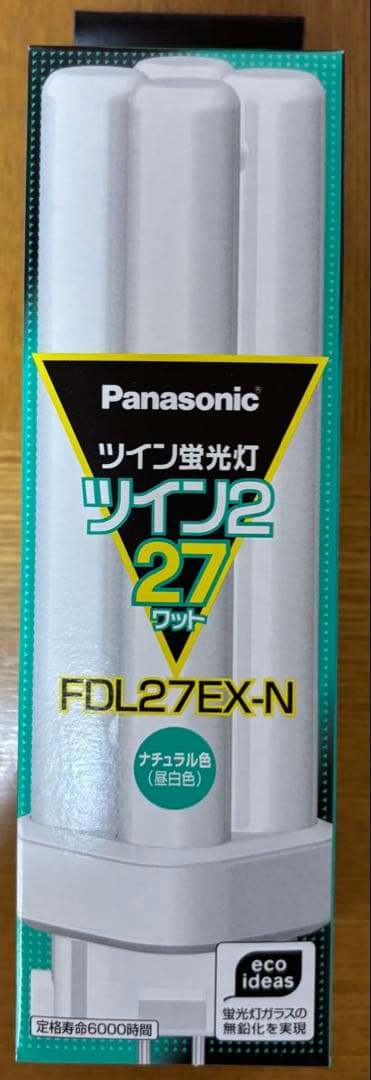 Panasonic®
ツイン蛍光灯
ツイン2
27
ワット
FDL27EX-N
ナチュラル色
(昼白色)
eco
ideas
蛍光灯ガラスの
無鉛化を実現
定格寿命6000時間